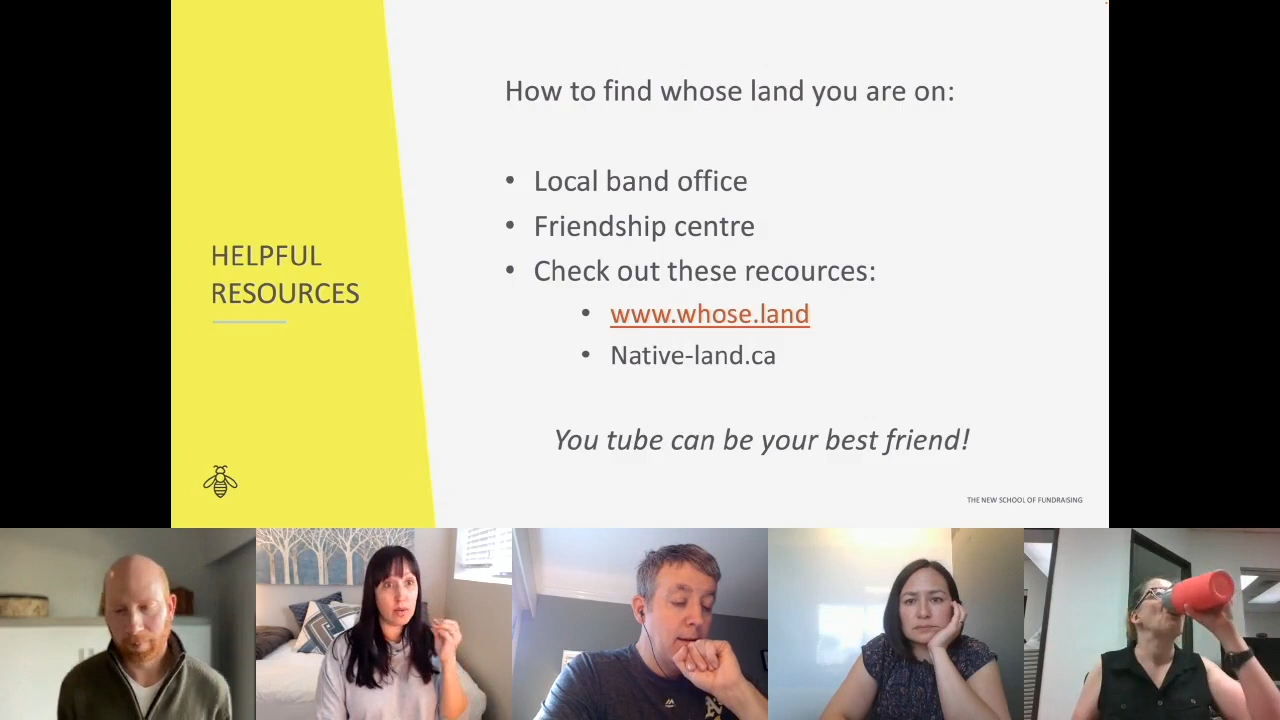 How to find whose land you are on:
• Local band office
• Friendship centre
• Check out these recources:
• www.whose.land
• Native-land.ca
You tube can be your best friend!
HELPFUL
RESOURCES
THE NEW SCHOOL OF FUNDRAISING